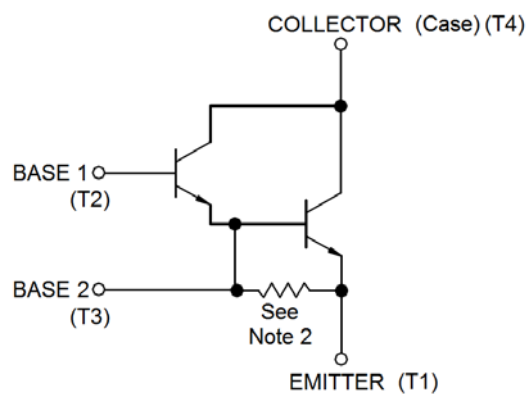 COLLECTOR (Case) (T4)
BASE 1
(T2)
BASE 2
(T3)
See
Note 2
EMITTER (T1)